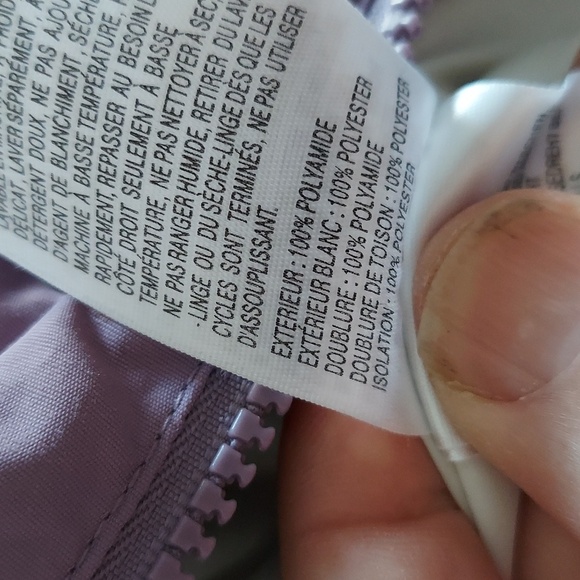 DÉLICAT, LAVER SÉPARÉMENT,
DÉTERGENT DOUX, NE PAS AJOU
D'AGENT DE BLANCHIMENT, SÉCH
MACHINE À BASSE TEMPÉRATURE,
RAPIDEMENT, REPASSER AU BESOIN L
CÔTÉ DROIT SEULEMENT À BASSE
TEMPÉRATURE, NE PAS NETTOYER À SEC,
NE PAS RANGER HUMIDE, RETIRER DU LAV
-LINGE OU DU SÈCHE-LINGE DÈS QUE LES
CYCLES SONT TERMINÉS, NE PAS UTILISER
D'ASSOUPLISSANT.
EXTÉRIEUR : 100% POLYAMIDE
EXTÉRIEUR BLANC : 100% POLYESTER
DOUBLURE : 100% POLYAMIDE
DOUBLURE DE TOISON : 100% POLYESTER
ISOLATION : 100% POLYESTER